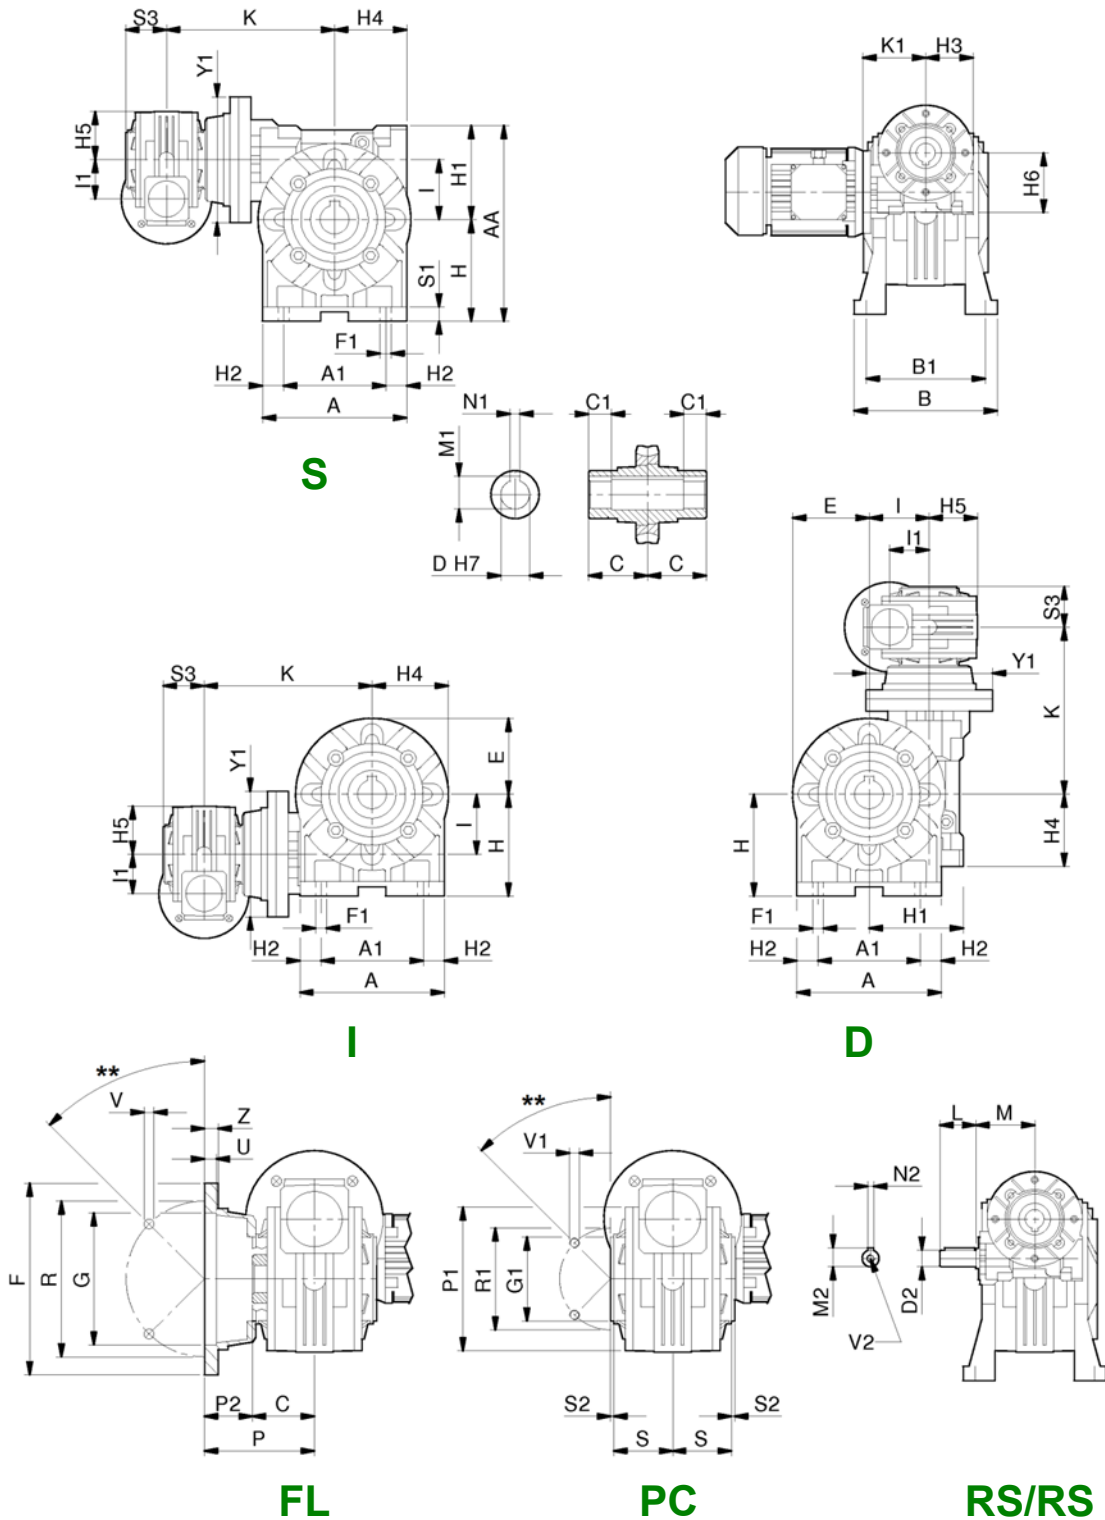 S3 K H4
Y1
H5
I1
I
H1
AA
H
S1
F1
H2 A1 H2
A
S
K1 H3
H6
B1
B
N1
M1
D H7
C1 C1
C C
E I H5
I1
S3
Y1
K
H4
H
F1
H1
H2 A1 H2
A
D
S3 K H4
Y1
E
H5
I
H
I1
F1
H2 A1 H2
A
I
**
V
Z
U
F
R
G
P2 C
P
FL
**
V1
P1
R1
G1
S2 S2
S S
PC
L M
N2
M2
D2
V2
RS/RS